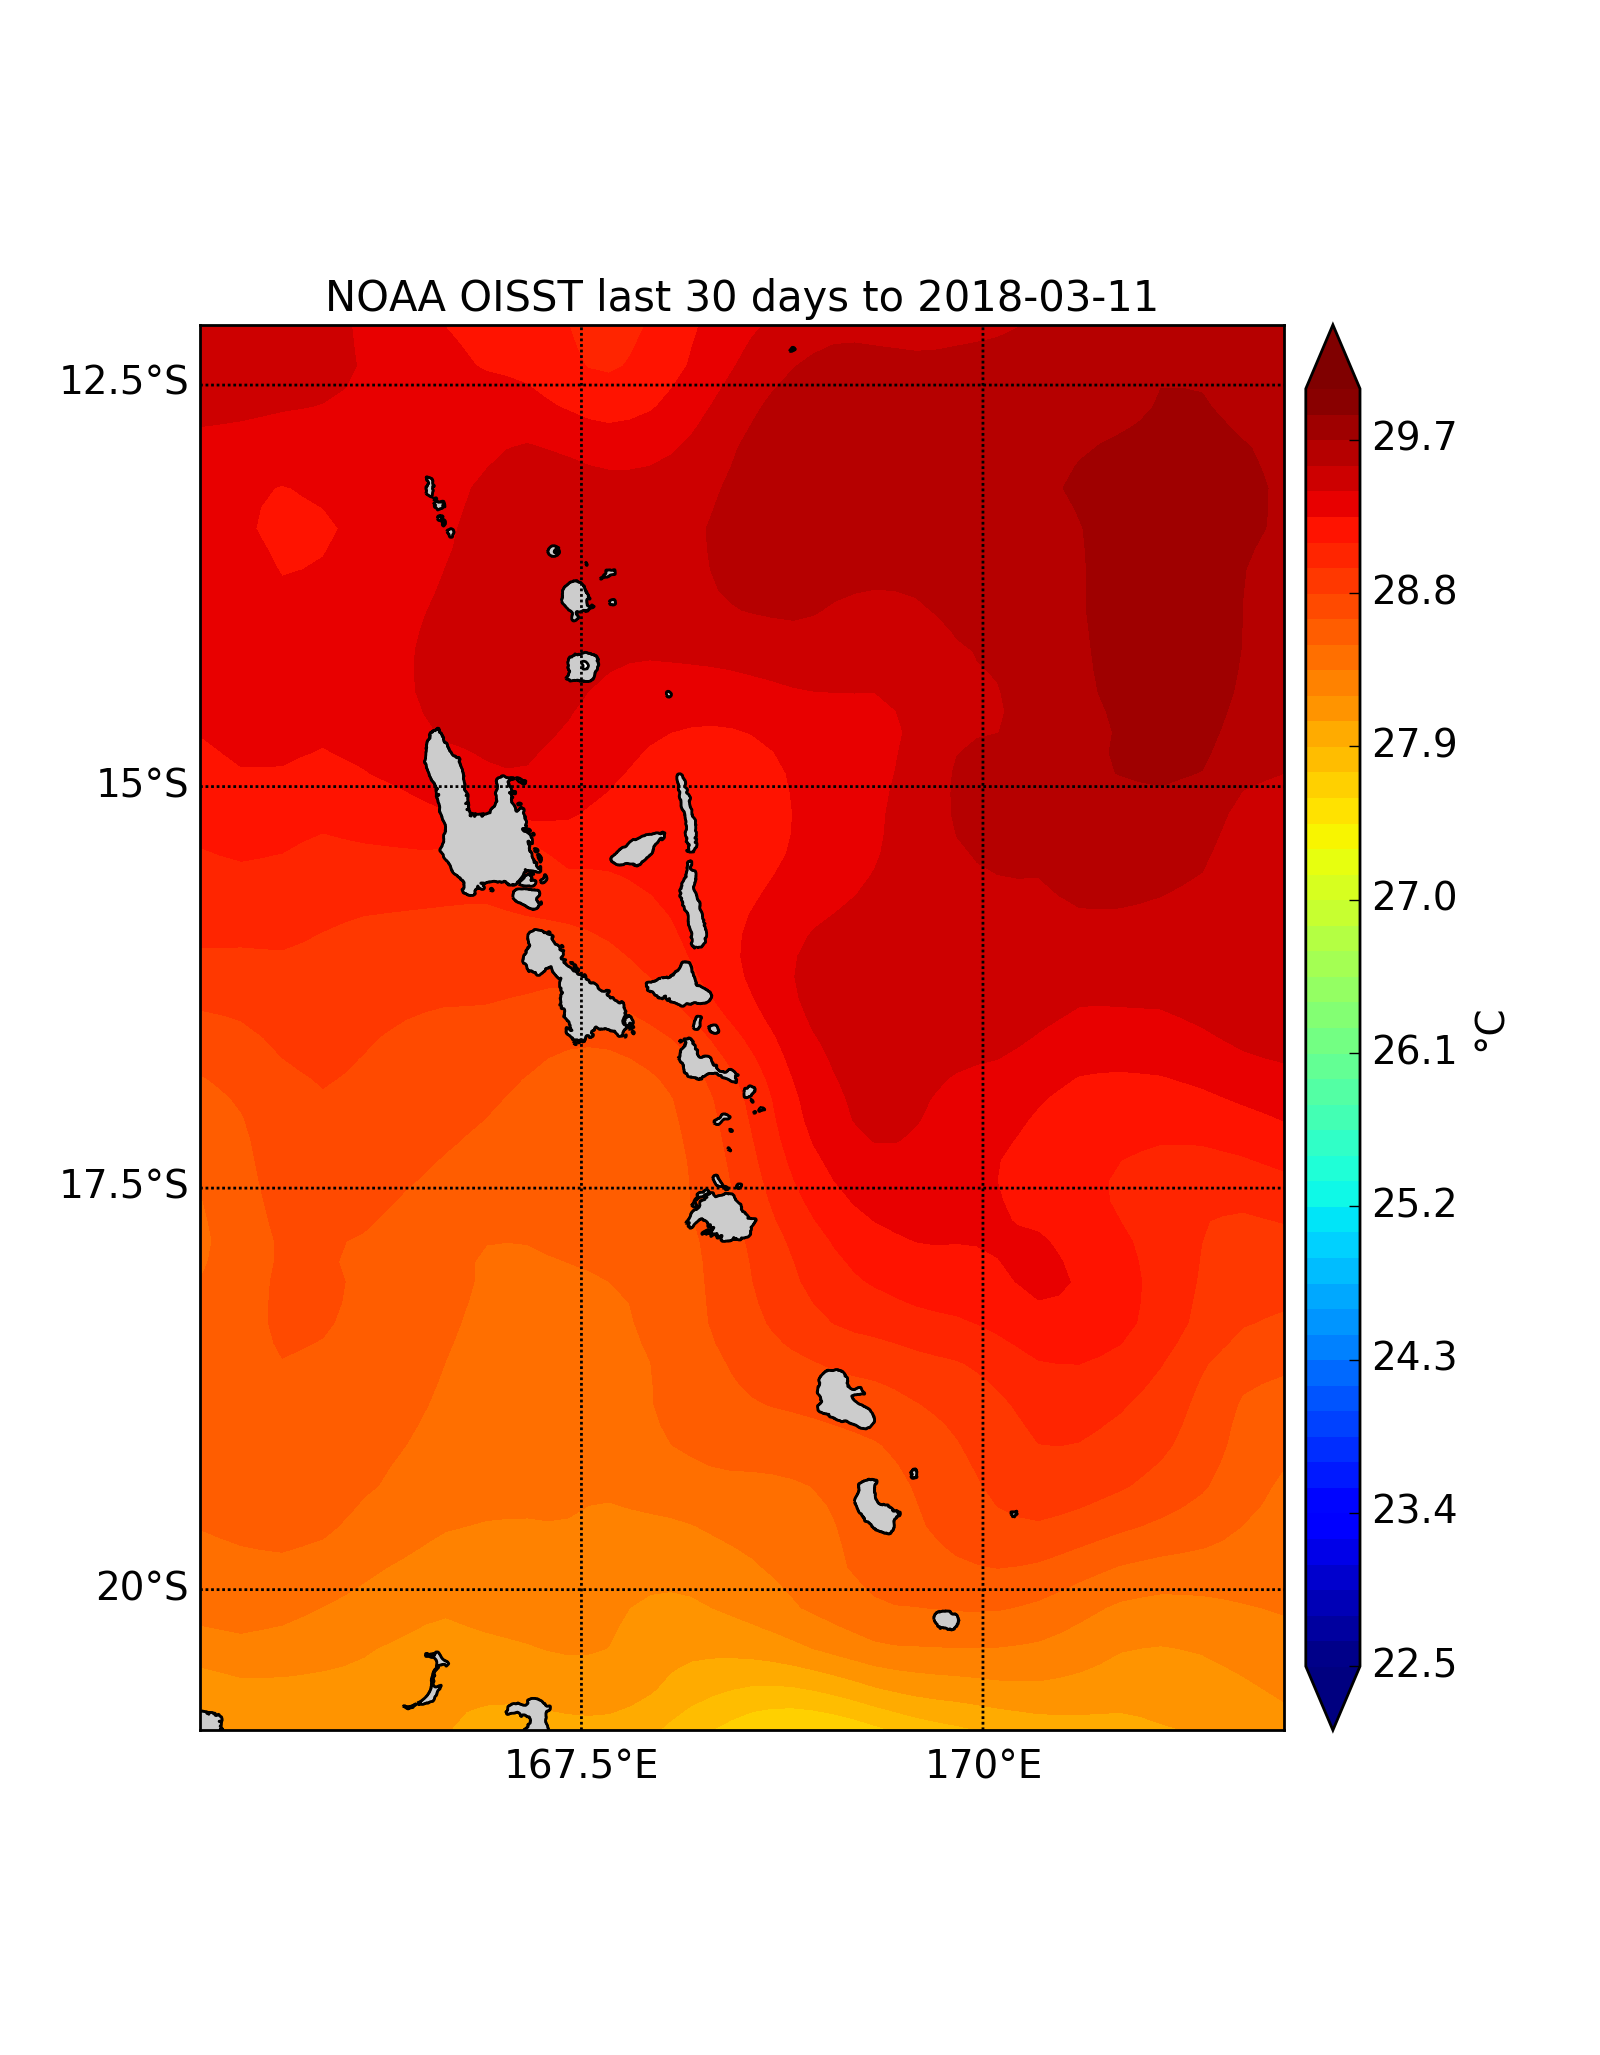 NOAA OISST last 30 days to 2018-03-11
12.5°S
15°S
17.5°S
20°S
167.5°E
170°E
29.7
28.8
27.9
27.0
26.1
25.2
24.3
23.4
22.5
°C